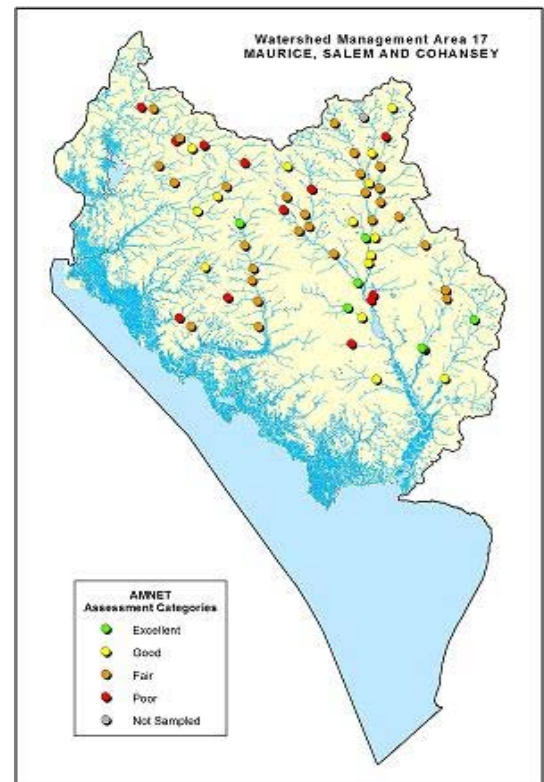 Watershed Management Area 17
MAURICE, SALEM AND COHANSEY
AMNET
Assessment Categories
Excellent
Good
Fair
Poor
Not Sampled